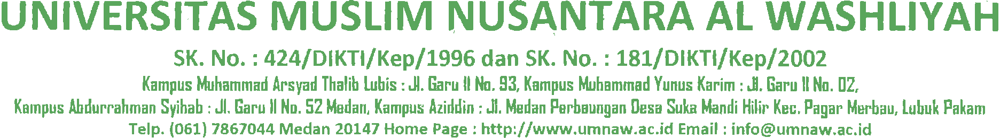 UNIVERSITAS MUSLIM NUSANTARA AL WASHLIYAH
SK. No. : 424/DIKTI/Kep/1996 dan SK. No. : 181/DIKTI/Kep/2002
Kampus Muhammad Arsyad Thalib Lubis : Jl. Garu II No. 93, Kampus Muhammad Yunus Karim : Jl. Garu II No. 02,
Kampus Abdurrahman Syihab : Jl. Garu II No. 52 Medan, Kampus Aziddin : Jl. Medan Perbaungan Desa Suka Mandi Hilir Kec. Pagar Merbau, Lubuk Pakam
Telp. (061) 7867044 Medan 20147 Home Page : http://www.umnaw.ac.id Email : info@umnaw.ac.id